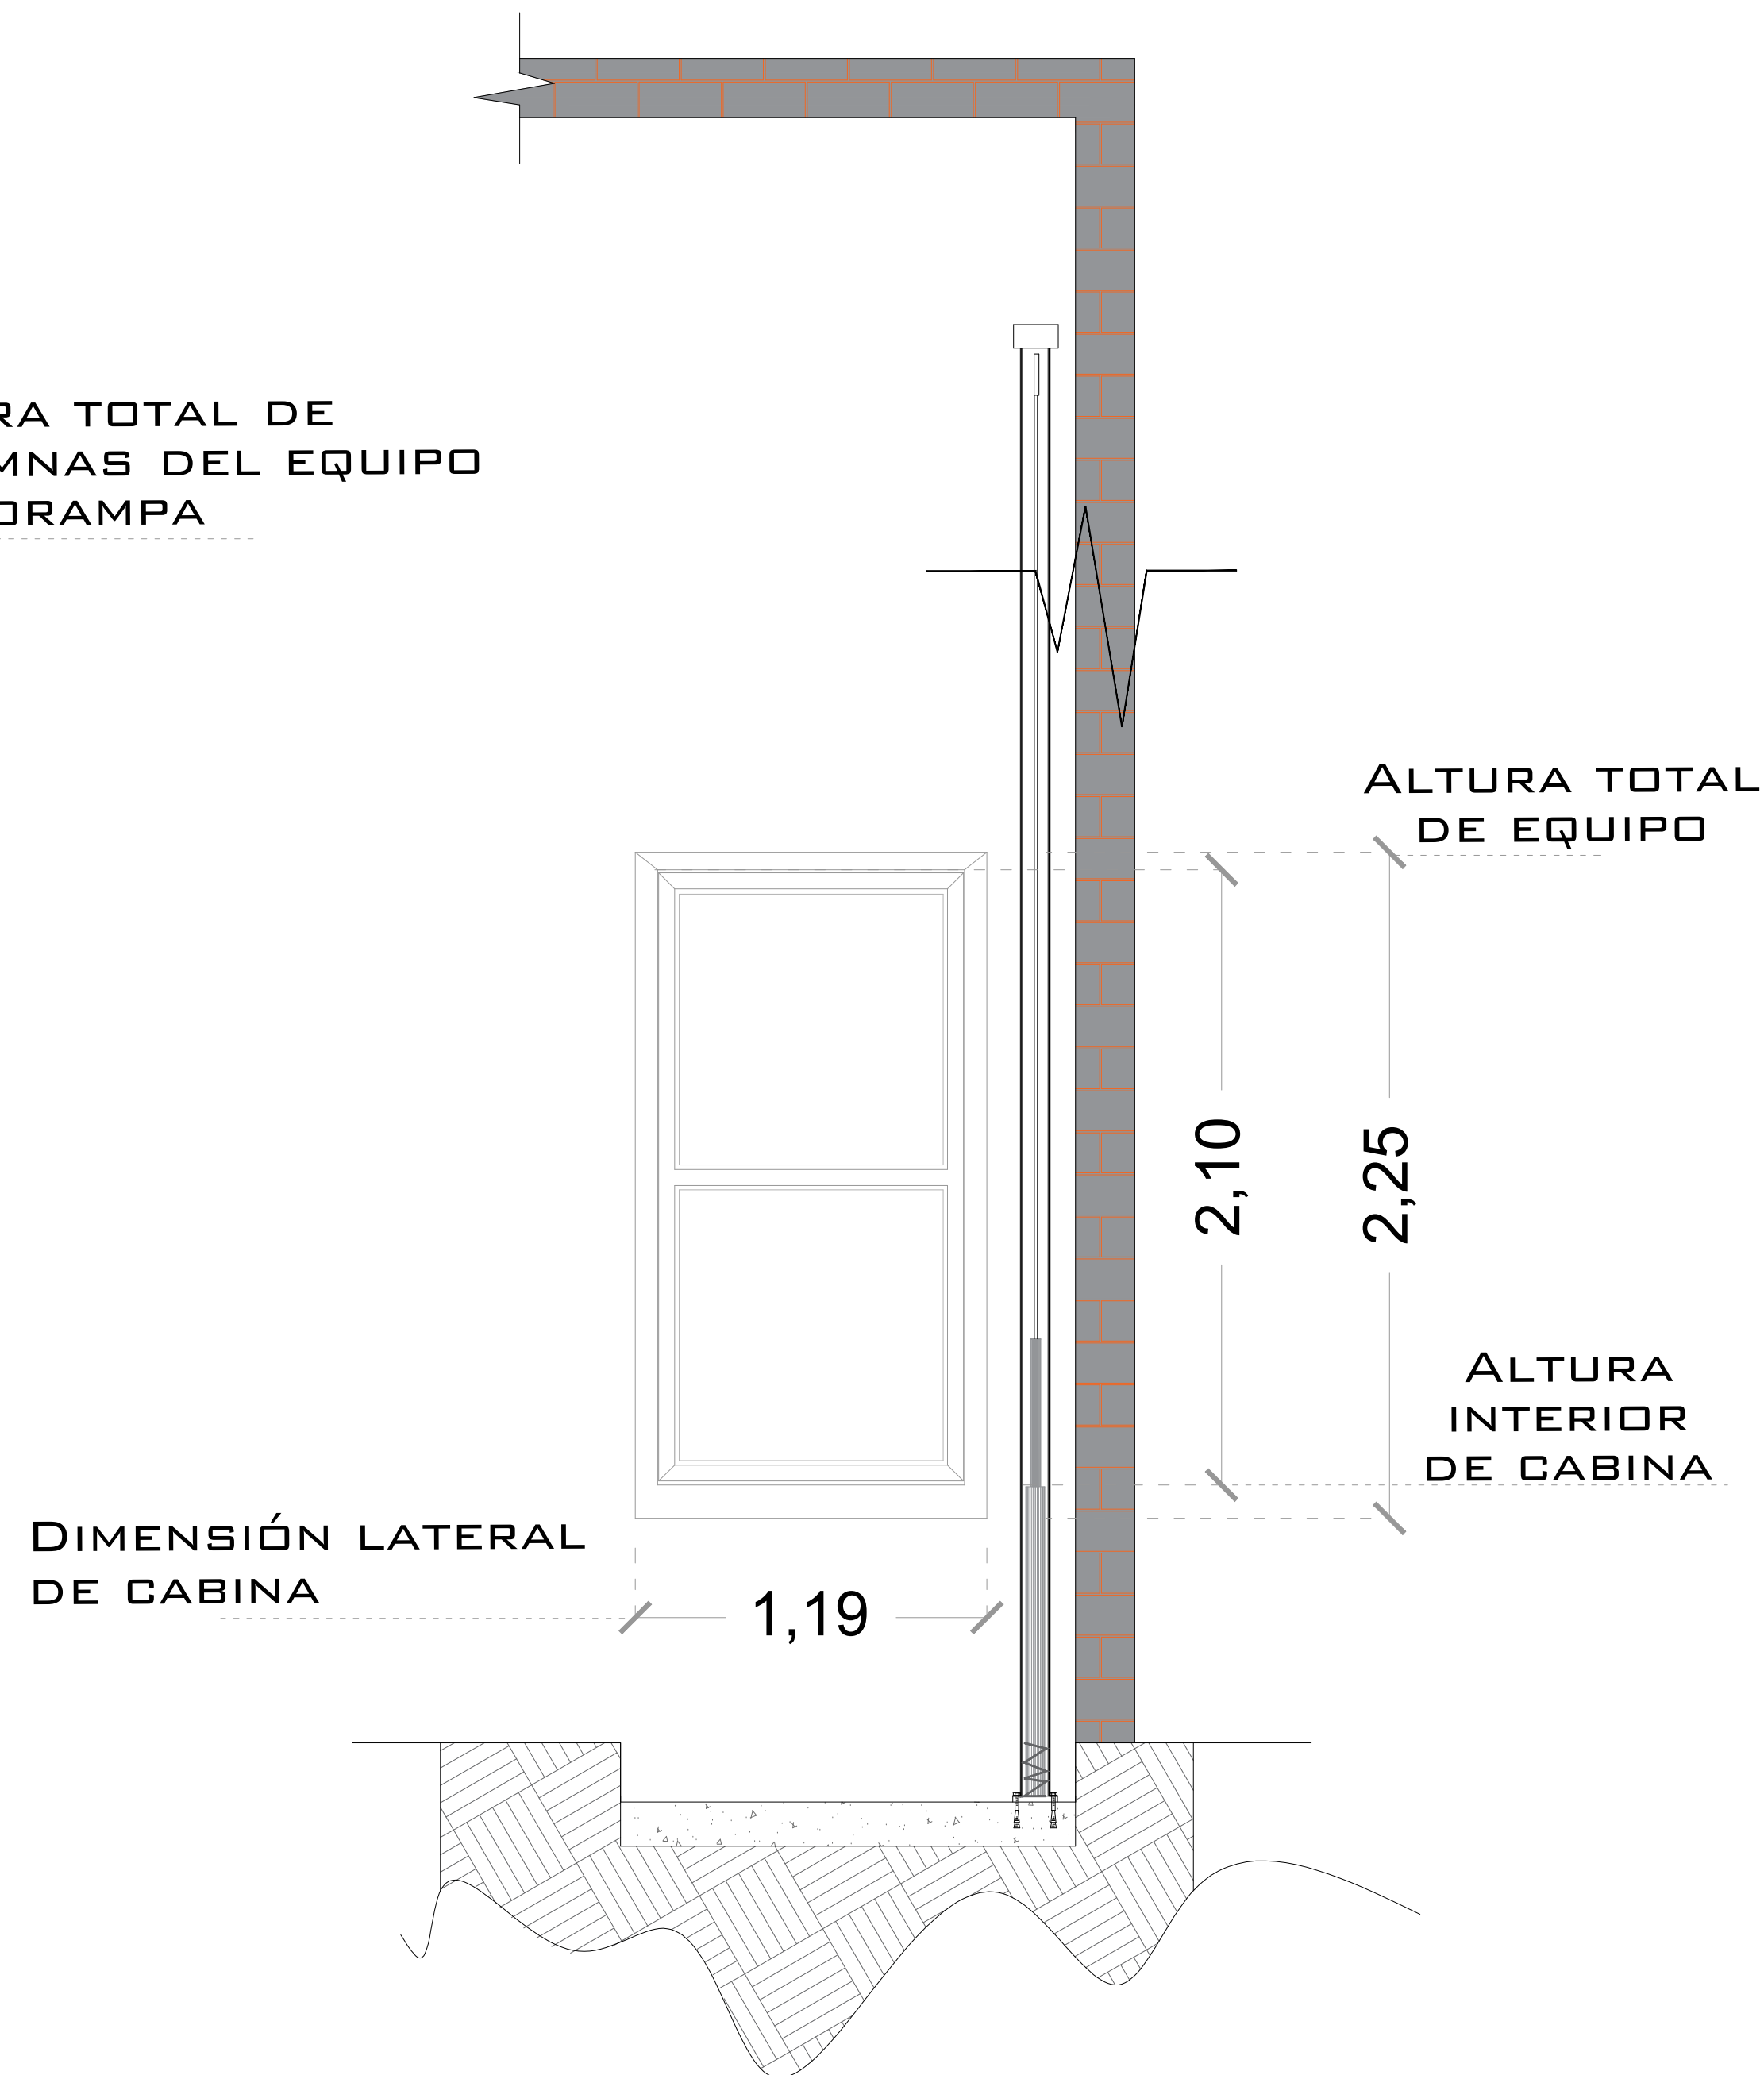 RA TOTAL DE
MNAS DEL EQUIPO
ORAMPA
ALTURA TOTAL
DE EQUIPO
2,10
2,25
ALTURA
INTERIOR
DE CABINA
DIMENSIÓN LATERAL
DE CABINA
1,19